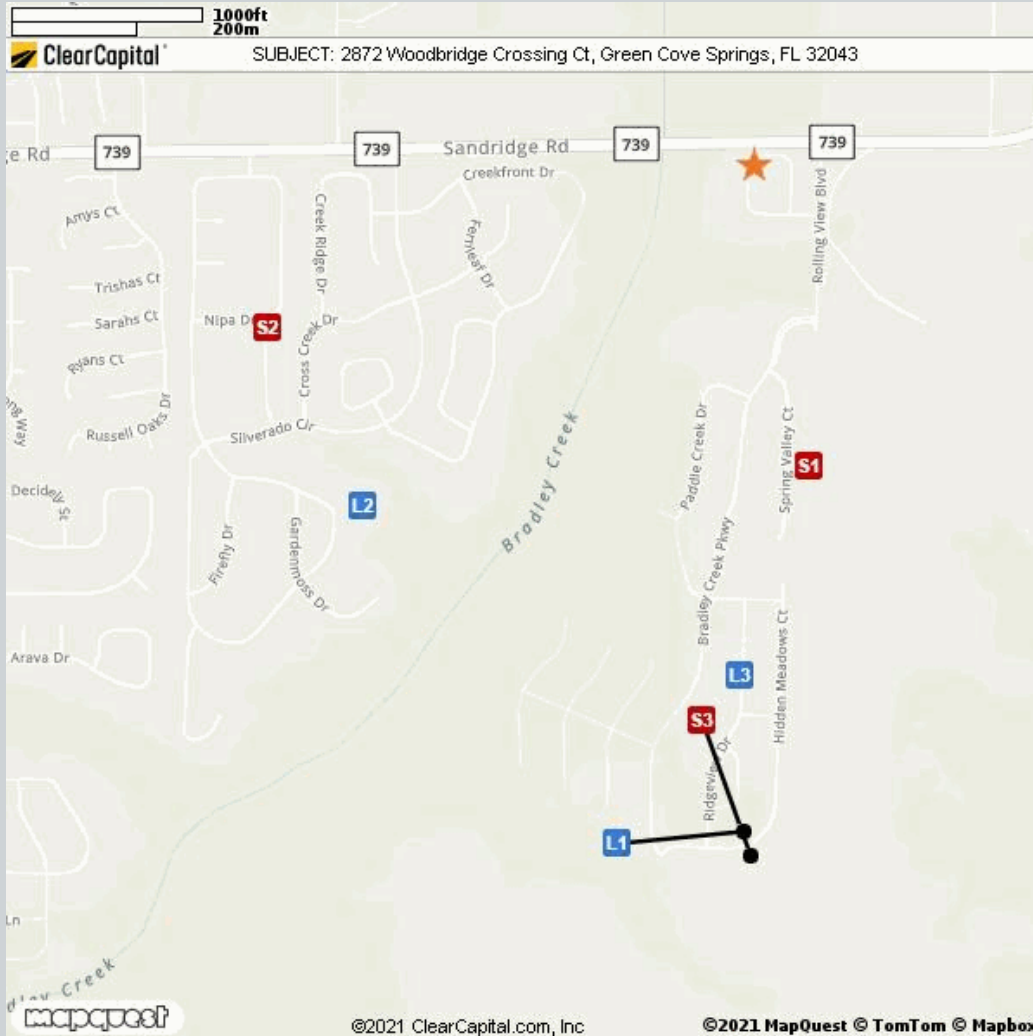 1000ft
200m
ClearCapital
SUBJECT: 2872 Woodbridge Crossing Ct, Green Cove Springs, FL 32043
ge Rd
739
739
Sandridge Rd
739
739
Creekfront Dr
Amys Ct
Creek Ridge Dr
Fernleaf Dr
Rolling View Blvd
Trishas Ct
Sarahs Ct
Nipa D
S2
Cross Creek Dr
Ryans Ct
ong Way
Russell Oaks Dr
Silverado Cir
Bradley Creek
Paddle Creek Dr
Spring Valley Ct
S1
Decidely St
L2
Firefly Dr
Gardenmoss Dr
Bradley Creek Pkwy
Arava Dr
Hidden Meadows Ct
L3
S3
Ridgeview Dr
L1
Ln
dley Creek
mapquest
©2021 ClearCapital.com, Inc
©2021 MapQuest © TomTom © Mapbox